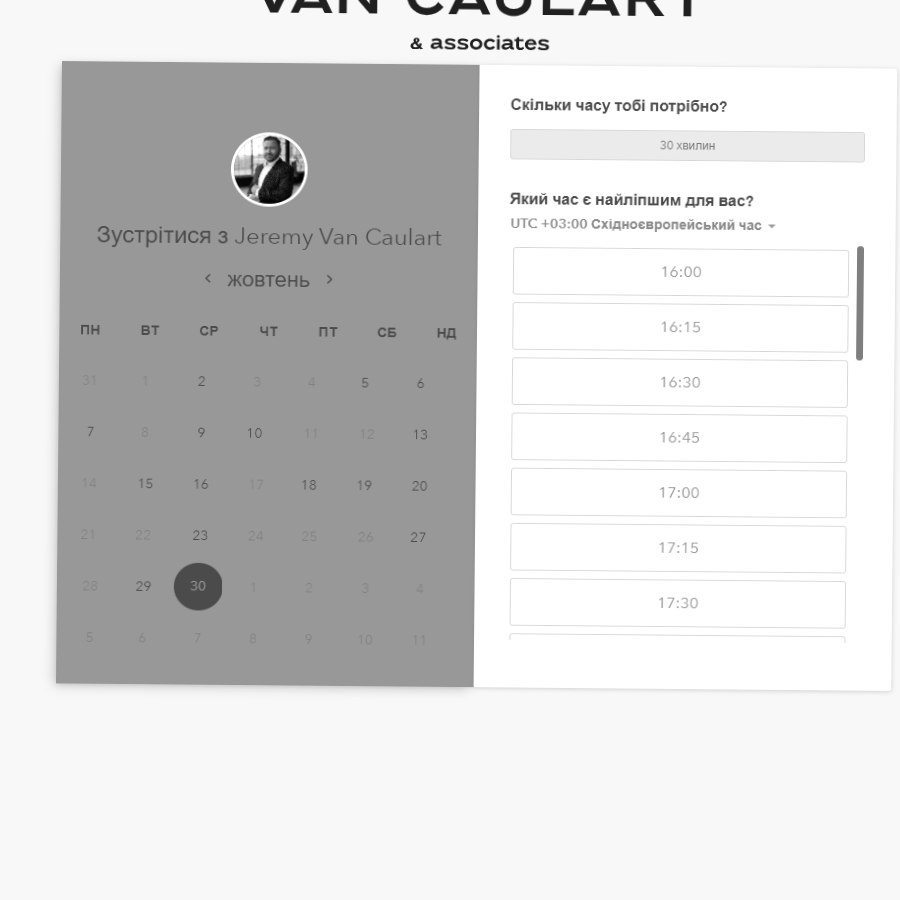 VAN CAULART
& associates
Зустрітися з Jeremy Van Caulart
жовтень
ПН ВТ СР ЧТ ПТ СБ НД
31 1 2 3 4 5 6
7 8 9 10 11 12 13
14 15 16 17 18 19 20
21 22 23 24 25 26 27
28 29 30 1 2 3 4
5 6 7 8 9 10 11
Скільки часу тобі потрібно?
30 хвилин
Який час є найліпшим для вас?
UTC +03:00 Східноєвропейський час
16:00
16:15
16:30
16:45
17:00
17:15
17:30